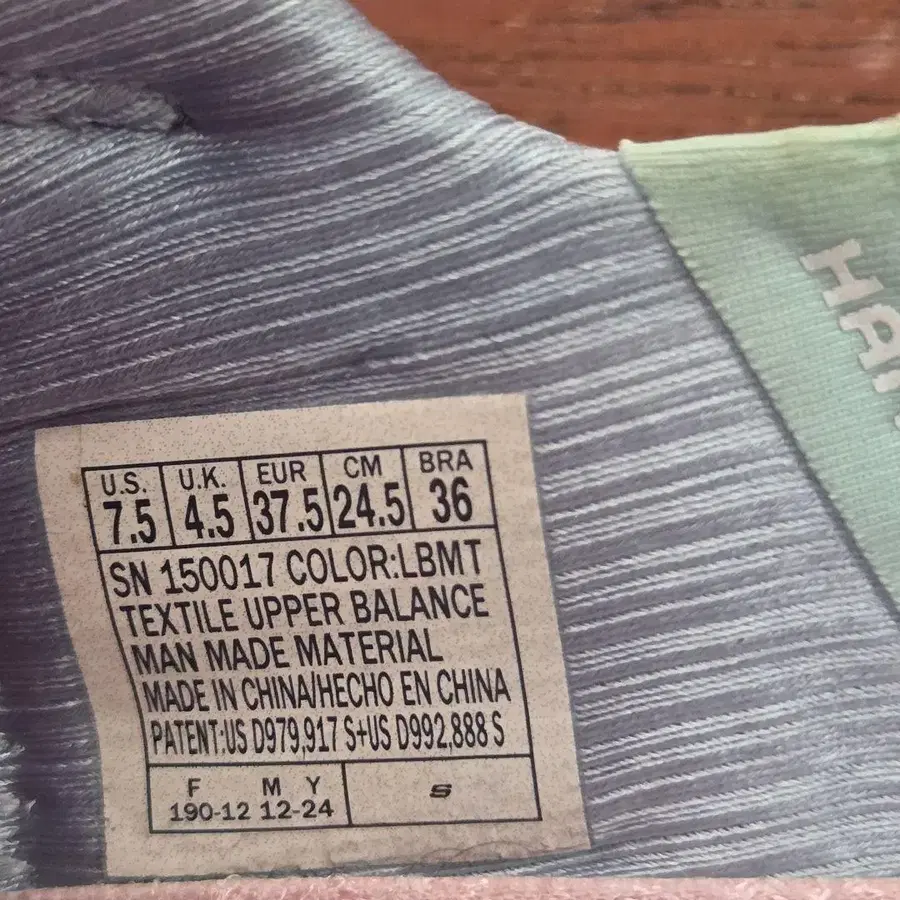 U.S. U.K. EUR CM BRA
7.5 4.5 37.5 24.5 36
SN 150017 COLOR:LBMT
TEXTILE UPPER BALANCE
MAN MADE MATERIAL
MADE IN CHINA/HECHO EN CHINA
PATENT:US D979,917 S+US D992,888 S
F M Y
190-12 12-24
S